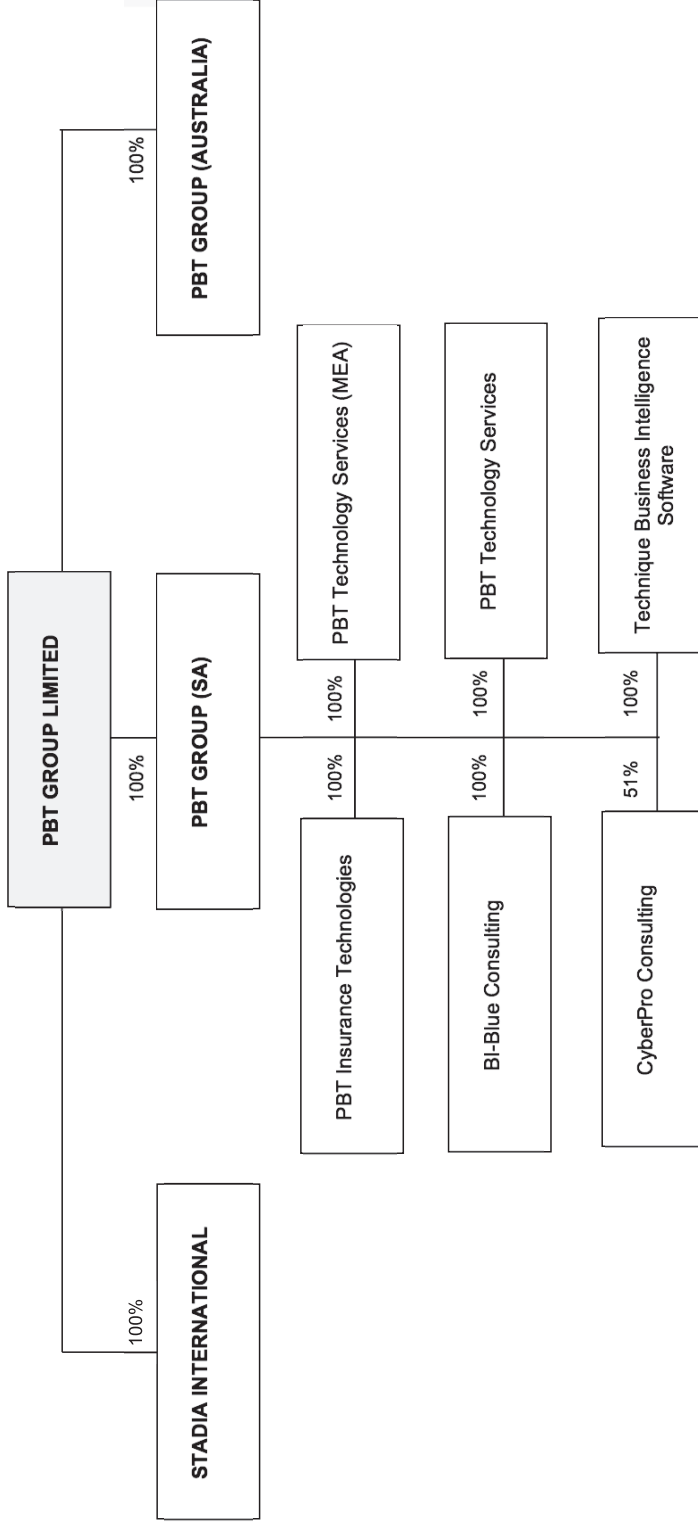 PBT GROUP LIMITED
100%
100%
100%
STADIA INTERNATIONAL
PBT GROUP (SA)
PBT GROUP (AUSTRALIA)
PBT Insurance Technologies
100%
100%
PBT Technology Services (MEA)
BI-Blue Consulting
100%
100%
PBT Technology Services
CyberPro Consulting
51%
100%
Technique Business Intelligence
Software